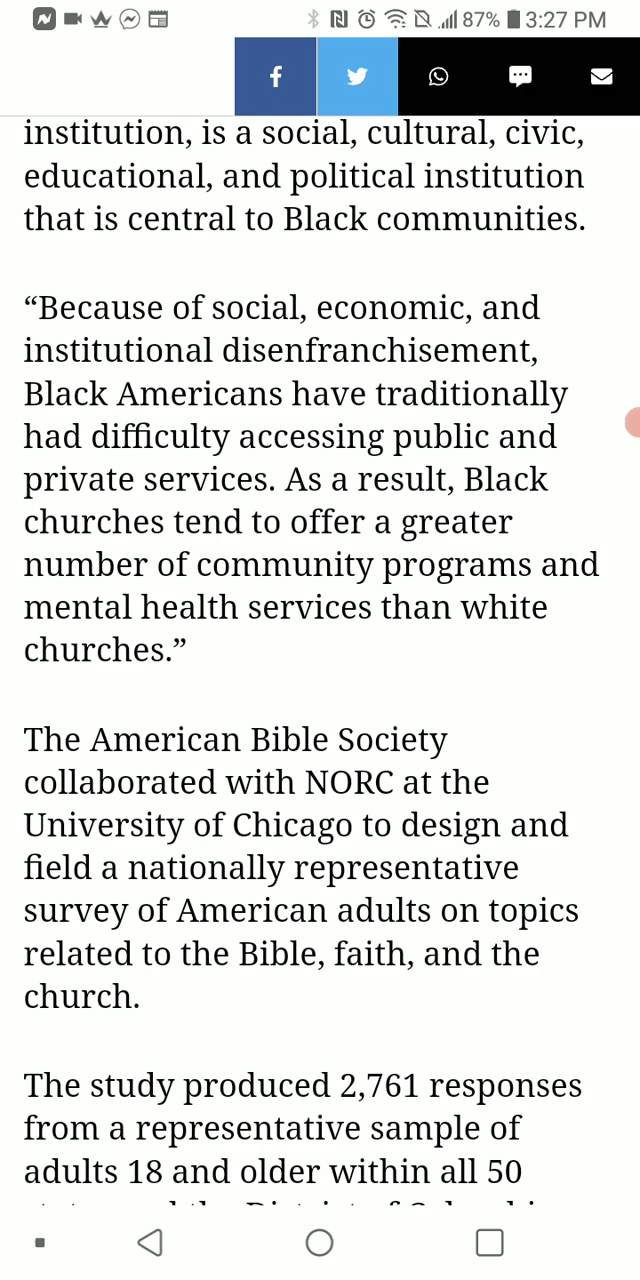 87% 3:27 PM
institution, is a social, cultural, civic,
educational, and political institution
that is central to Black communities.
“Because of social, economic, and
institutional disenfranchisement,
Black Americans have traditionally
had difficulty accessing public and
private services. As a result, Black
churches tend to offer a greater
number of community programs and
mental health services than white
churches.”
The American Bible Society
collaborated with NORC at the
University of Chicago to design and
field a nationally representative
survey of American adults on topics
related to the Bible, faith, and the
church.
The study produced 2,761 responses
from a representative sample of
adults 18 and older within all 50